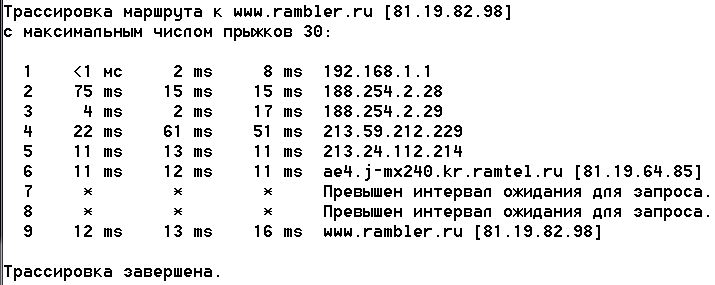 Трассировка маршрута к www.rambler.ru [81.19.82.98]
с максимальным числом прыжков 30:
1 <1 мс 2 ms 8 ms 192.168.1.1
2 75 ms 15 ms 15 ms 188.254.2.28
3 4 ms 2 ms 17 ms 188.254.2.29
4 22 ms 61 ms 51 ms 213.59.212.229
5 11 ms 13 ms 11 ms 213.24.112.214
6 11 ms 12 ms 11 ms ae4.j-mx240.kr.ramtel.ru [81.19.64.85]
7 * * * Превышен интервал ожидания для запроса.
8 * * * Превышен интервал ожидания для запроса.
9 12 ms 13 ms 16 ms www.rambler.ru [81.19.82.98]
Трассировка завершена.